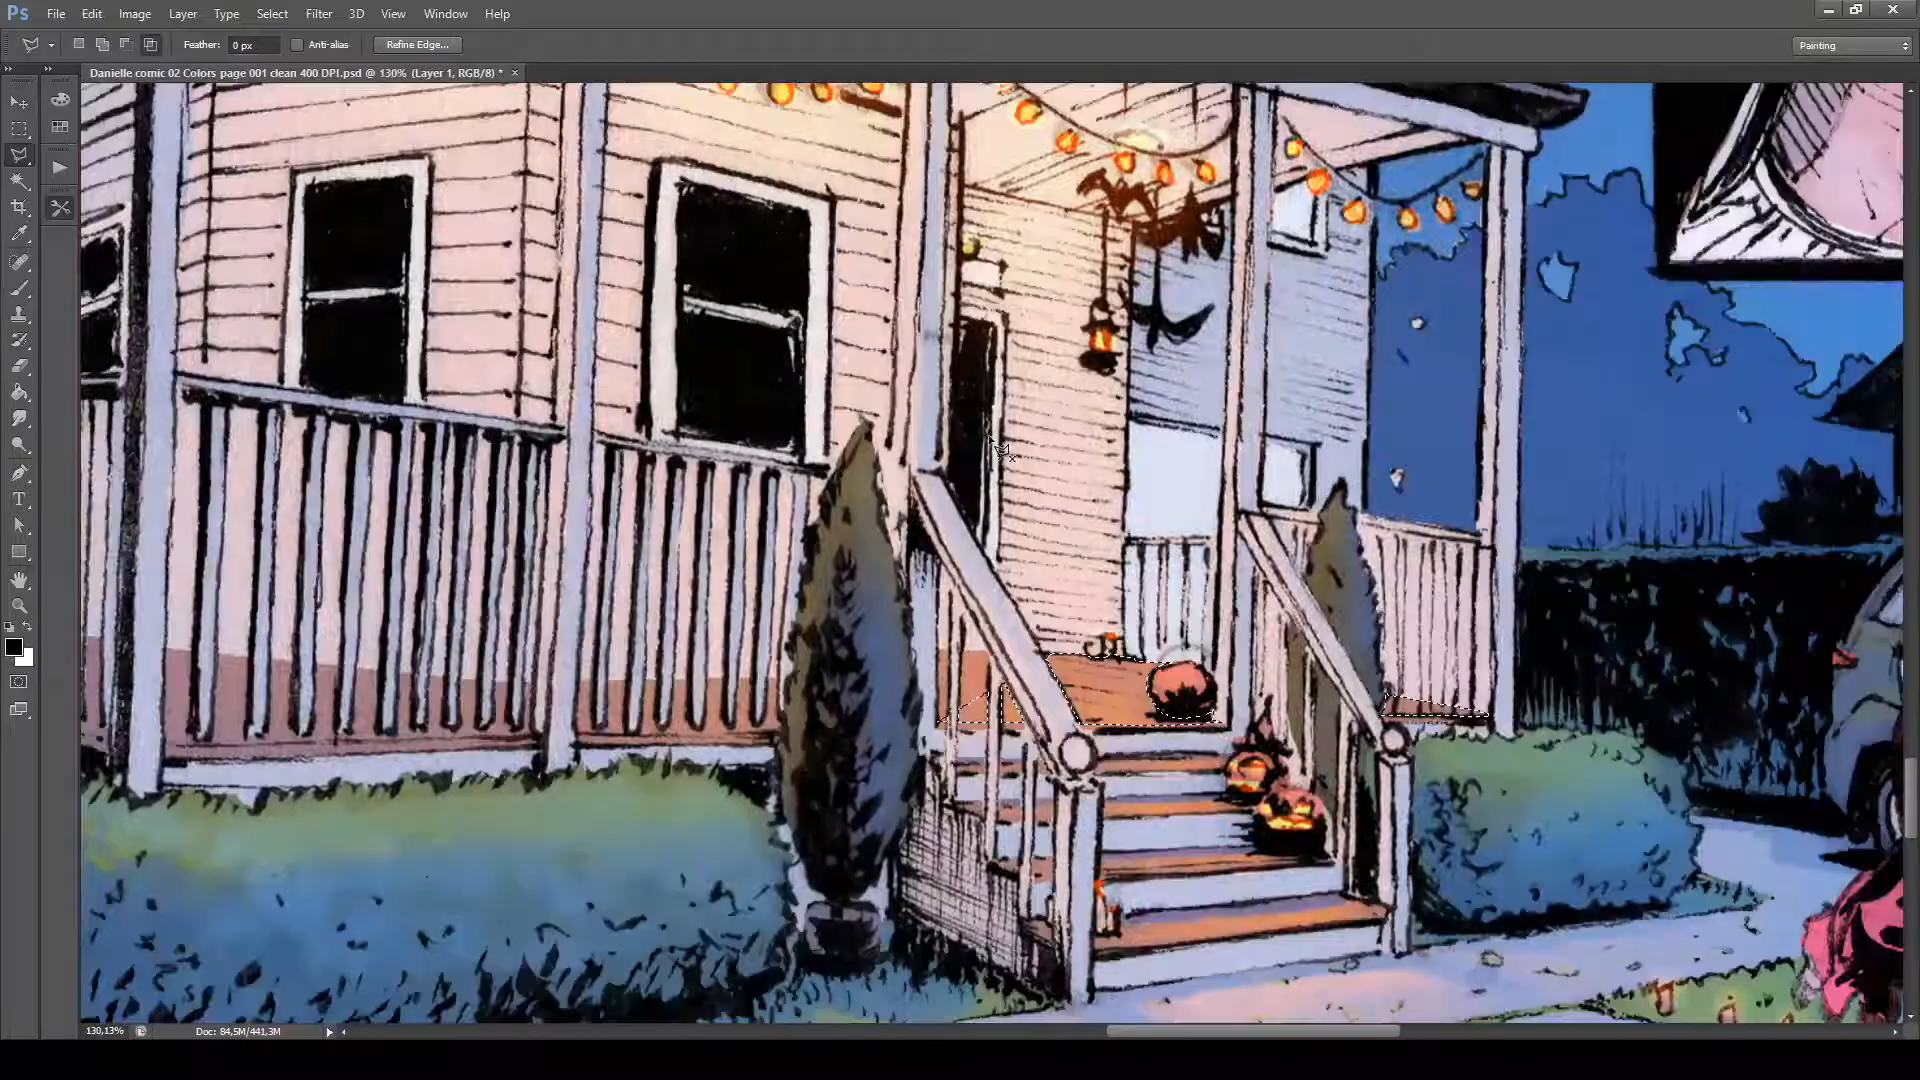 Ps File Edit Image Layer Type Select Filter 3D View Window Help
Feather: 0 px Anti-alias Refine Edge... Painting
Danielle comic 02 Colors page 001 clean 400 DPI.psd @ 130% (Layer 1, RGB/8) * ×
130,13% Doc: 84,5M/441,3M